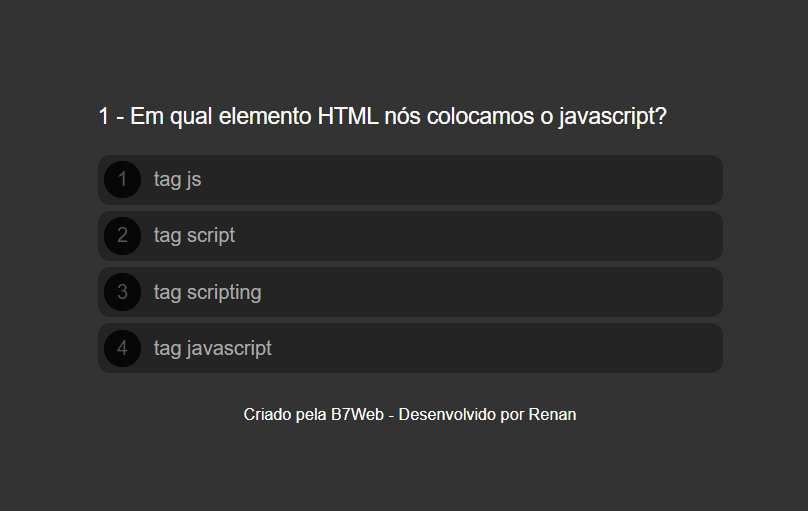 1 - Em qual elemento HTML nós colocamos o javascript?
1 tag js
2 tag script
3 tag scripting
4 tag javascript
Criado pela B7Web - Desenvolvido por Renan